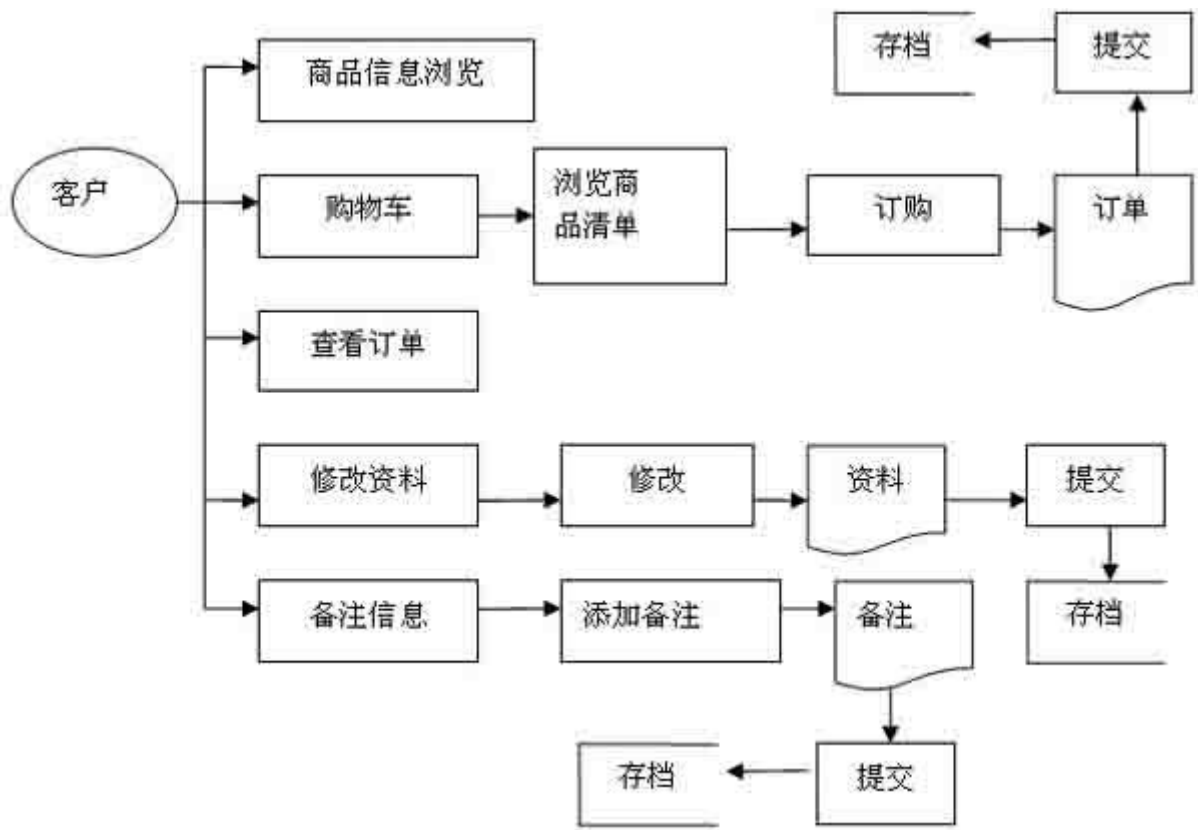 存档
提交
商品信息浏览
客户
购物车
浏览商
品清单
订购
订单
查看订单
修改资料
修改
资料
提交
备注信息
添加备注
备注
存档
存档
提交